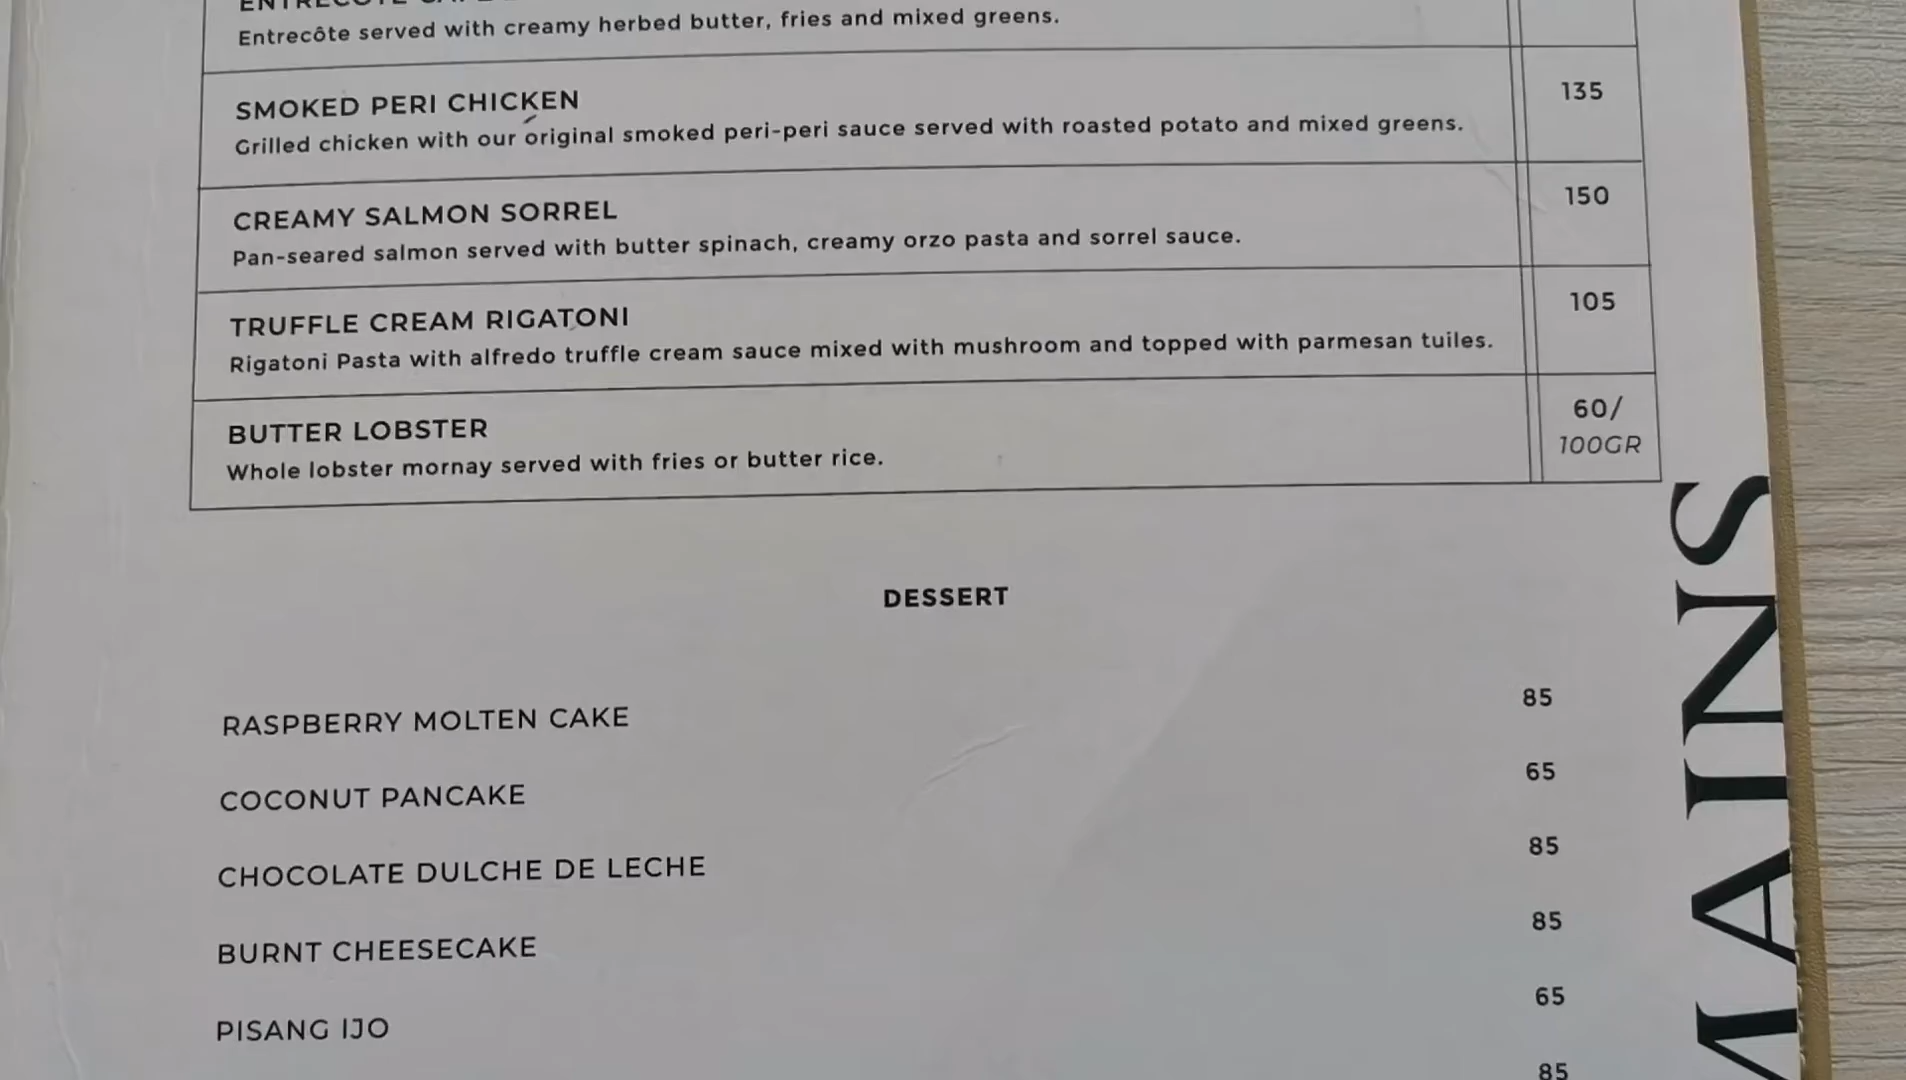 Entrecôte served with creamy herbed butter, fries and mixed greens.
SMOKED PERI CHICKEN
135
Grilled chicken with our original smoked peri-peri sauce served with roasted potato and mixed greens.
CREAMY SALMON SORREL
150
Pan-seared salmon served with butter spinach, creamy orzo pasta and sorrel sauce.
TRUFFLE CREAM RIGATONI
105
Rigatoni Pasta with alfredo truffle cream sauce mixed with mushroom and topped with parmesan tuiles.
BUTTER LOBSTER
60/
100GR
Whole lobster mornay served with fries or butter rice.
MAINS
DESSERT
RASPBERRY MOLTEN CAKE 85
COCONUT PANCAKE 65
CHOCOLATE DULCHE DE LECHE 85
BURNT CHEESECAKE 85
PISANG IJO 65
85